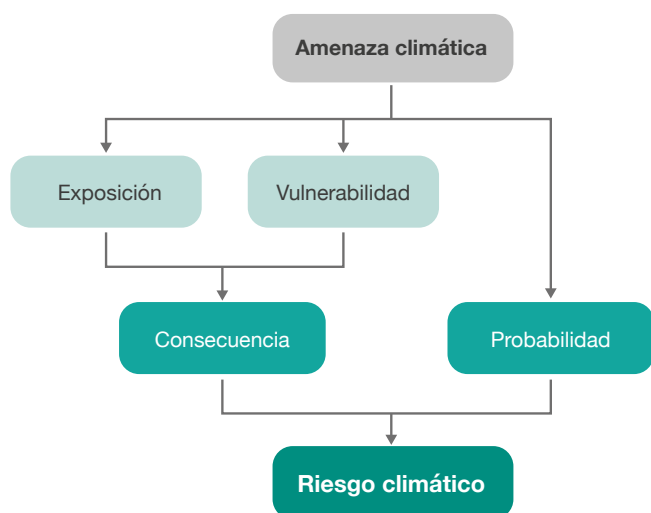 Amenaza climática
Exposición
Vulnerabilidad
Consecuencia
Probabilidad
Riesgo climático